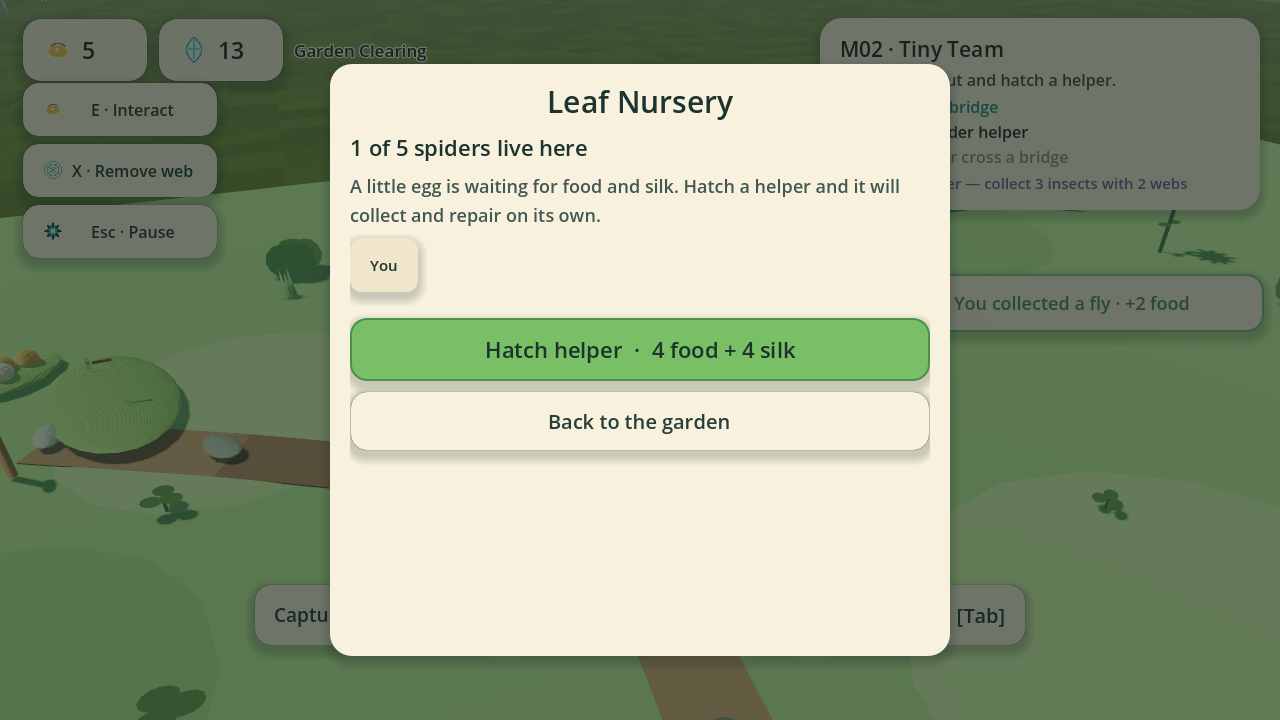 5
13
Garden Clearing
E · Interact
X · Remove web
Esc · Pause
M02 · Tiny Team
ut and hatch a helper.
bridge
der helper
r cross a bridge
er — collect 3 insects with 2 webs
You collected a fly · +2 food
Leaf Nursery
1 of 5 spiders live here
A little egg is waiting for food and silk. Hatch a helper and it will
collect and repair on its own.
You
Hatch helper · 4 food + 4 silk
Back to the garden
Captu
[Tab]